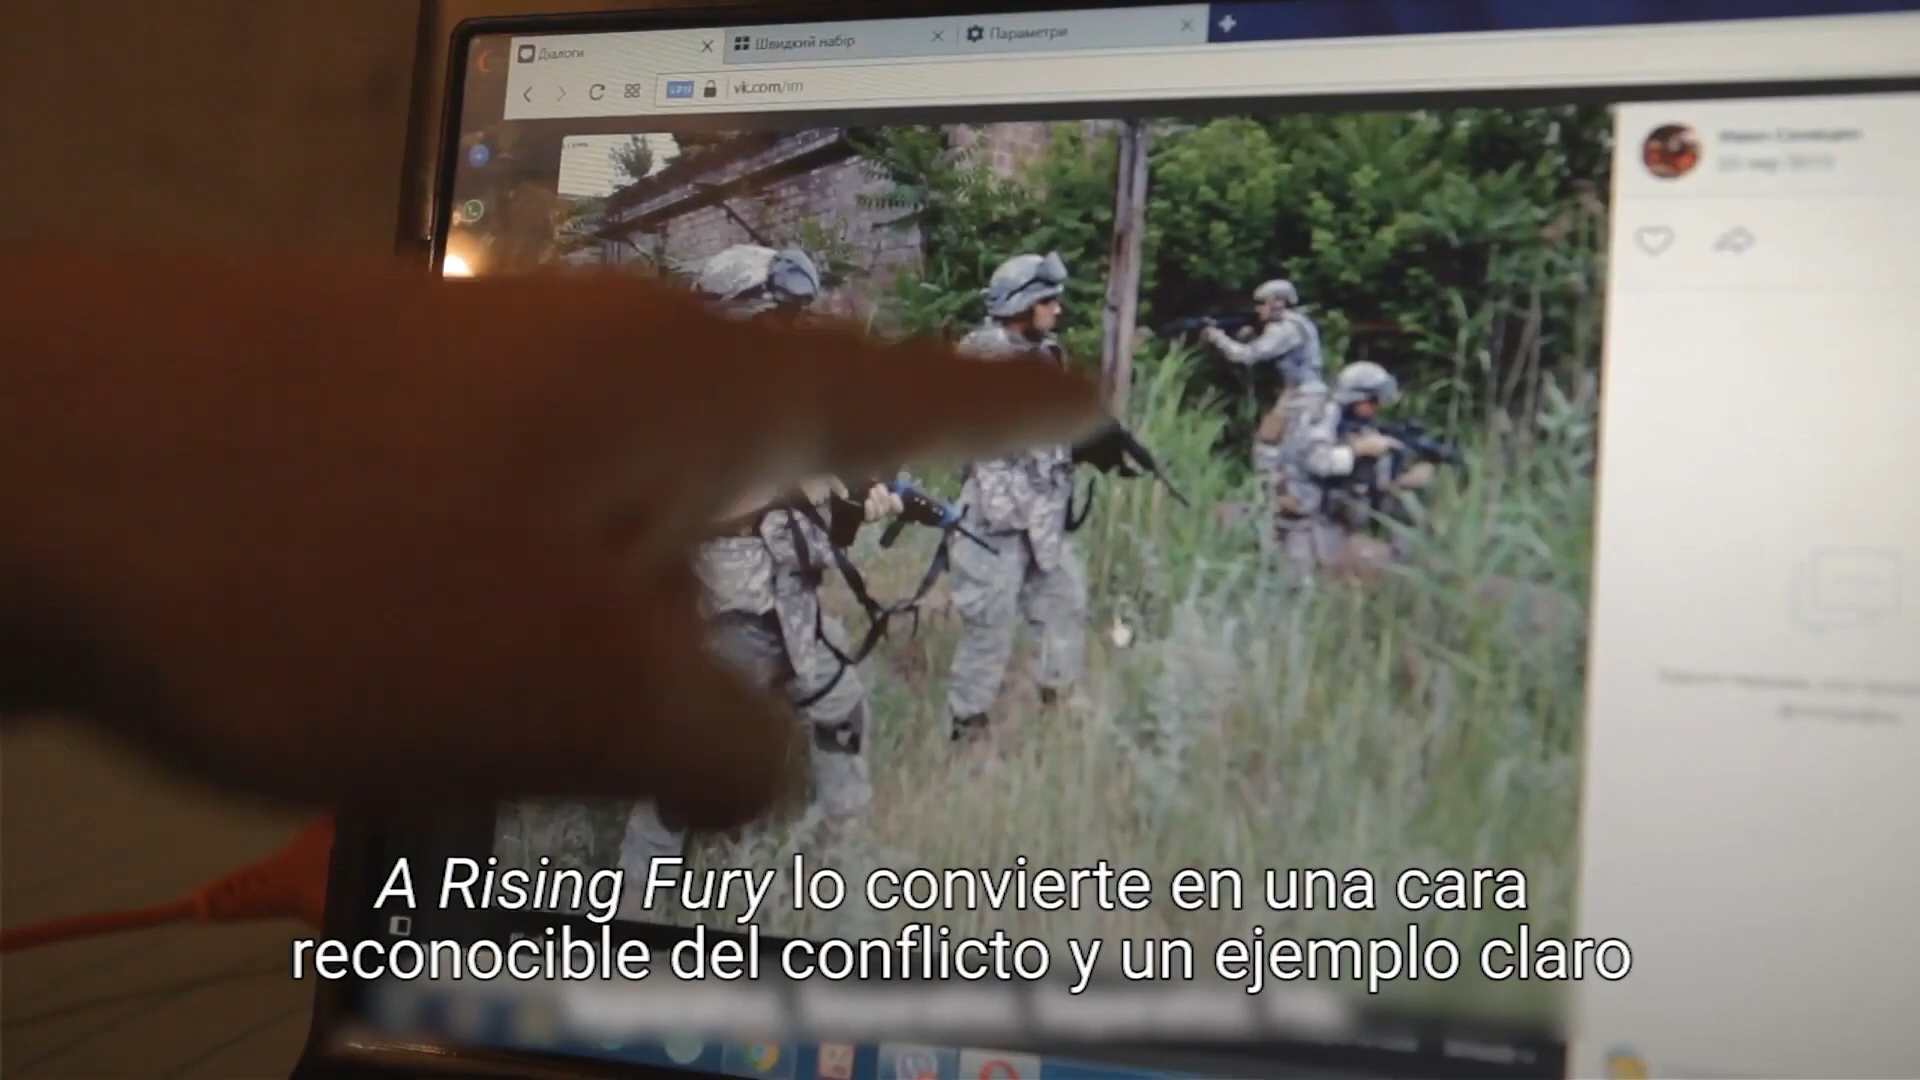 Діалоги
Швидкий набір
Параметри
VPN
vk.com/im
A Rising Fury lo convierte en una cara
reconocible del conflicto y un ejemplo claro